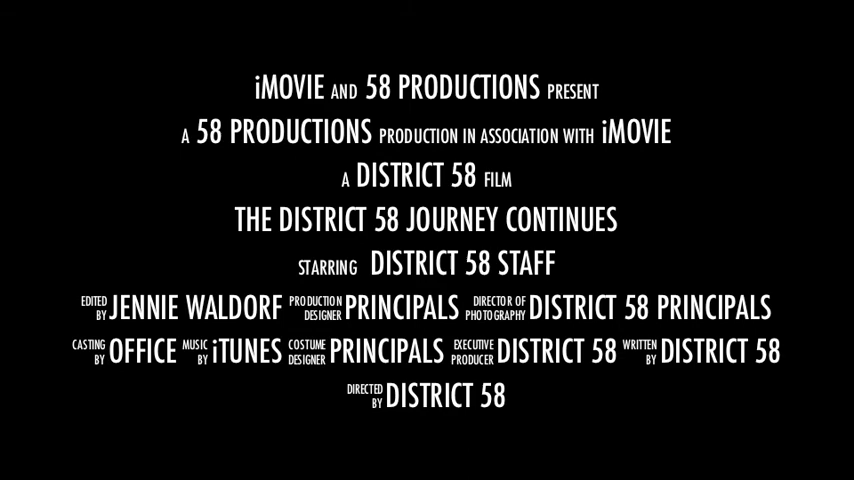 iMOVIE AND 58 PRODUCTIONS PRESENT
A 58 PRODUCTIONS PRODUCTION IN ASSOCIATION WITH iMOVIE
A DISTRICT 58 FILM
THE DISTRICT 58 JOURNEY CONTINUES
STARRING DISTRICT 58 STAFF
EDITED BY JENNIE WALDORF PRODUCTION DESIGNER PRINCIPALS DIRECTOR OF PHOTOGRAPHY DISTRICT 58 PRINCIPALS
CASTING BY OFFICE MUSIC BY iTUNES COSTUME DESIGNER PRINCIPALS EXECUTIVE PRODUCER DISTRICT 58 WRITTEN BY DISTRICT 58
DIRECTED BY DISTRICT 58